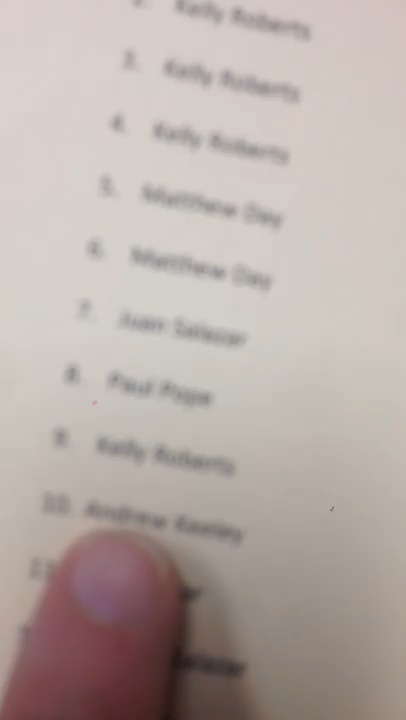 2. Kelly Roberts
3. Kelly Roberts
4. Kelly Roberts
5. Matthew Day
6. Matthew Day
7. Juan Salazar
8. Paul Pope
9. Kelly Roberts
10. Andrew Keeley